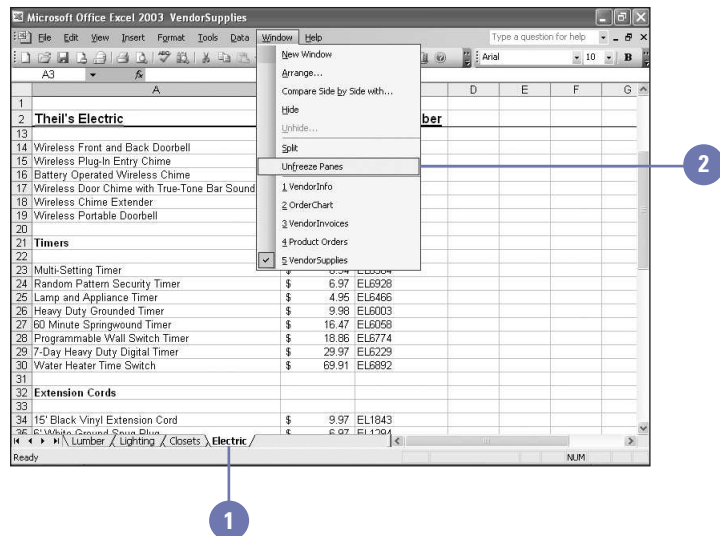 Microsoft Office Excel 2003  VendorSupplies
File Edit View Insert Format Tools Data Window Help Type a question for help
Arial 10 B
A3 fx
A D E F G
1
2 Theil's Electric ber
13
14 Wireless Front and Back Doorbell
15 Wireless Plug-In Entry Chime
16 Battery Operated Wireless Chime
17 Wireless Door Chime with True-Tone Bar Sound
18 Wireless Chime Extender
19 Wireless Portable Doorbell
20
21 Timers
22
23 Multi-Setting Timer $
24 Random Pattern Security Timer $ 6.97 EL6928
25 Lamp and Appliance Timer $ 4.95 EL6466
26 Heavy Duty Grounded Timer $ 9.98 EL6003
27 60 Minute Springwound Timer $ 16.47 EL6058
28 Programmable Wall Switch Timer $ 18.86 EL6774
29 7-Day Heavy Duty Digital Timer $ 29.97 EL6229
30 Water Heater Time Switch $ 69.91 EL6892
31
32 Extension Cords
33
34 15' Black Vinyl Extension Cord $ 9.97 EL1843
New Window
Arrange...
Compare Side by Side with...
Hide
Unhide...
Split
Unfreeze Panes
1 VendorInfo
2 OrderChart
3 VendorInvoices
4 Product Orders
5 VendorSupplies
2
Lumber Lighting Closets Electric
Ready NUM
1